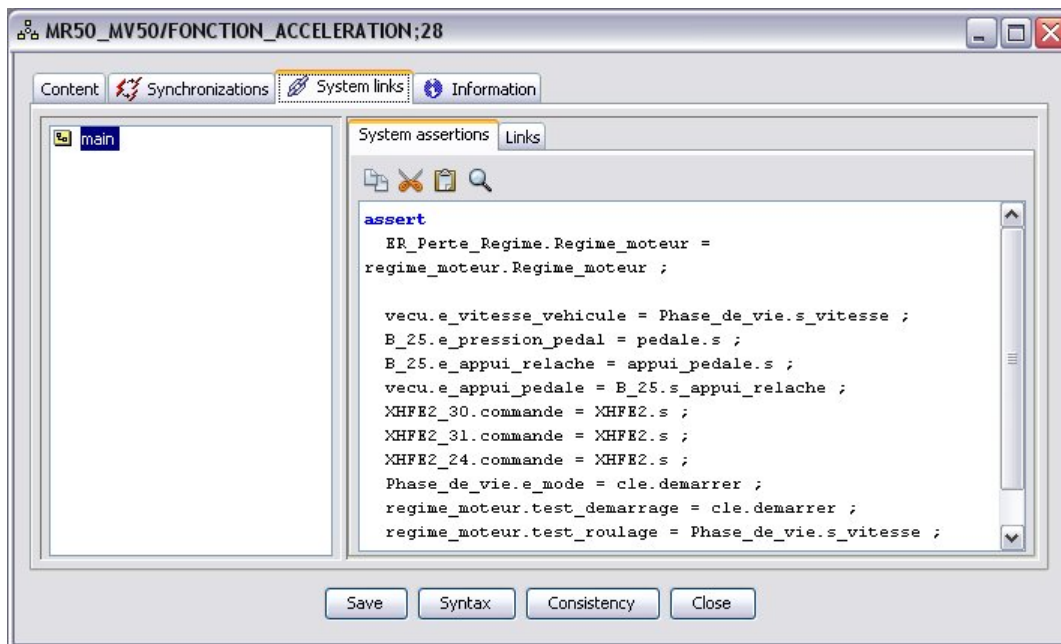 MR50_MV50/FONCTION_ACCELERATION;28
Content Synchronizations System links Information
main
System assertions Links
assert
ER_Perte_Regime.Regime_moteur =
regime_moteur.Regime_moteur ;
vecu.e_vitesse_vehicule = Phase_de_vie.s_vitesse ;
B_25.e_pression_pedal = pedale.s ;
B_25.e_appui_relache = appui_pedale.s ;
vecu.e_appui_pedale = B_25.s_appui_relache ;
XHFE2_30.commande = XHFE2.s ;
XHFE2_31.commande = XHFE2.s ;
XHFE2_24.commande = XHFE2.s ;
Phase_de_vie.e_mode = cle.demarrer ;
regime_moteur.test_demarrage = cle.demarrer ;
regime_moteur.test_roulage = Phase_de_vie.s_vitesse ;
Save Syntax Consistency Close